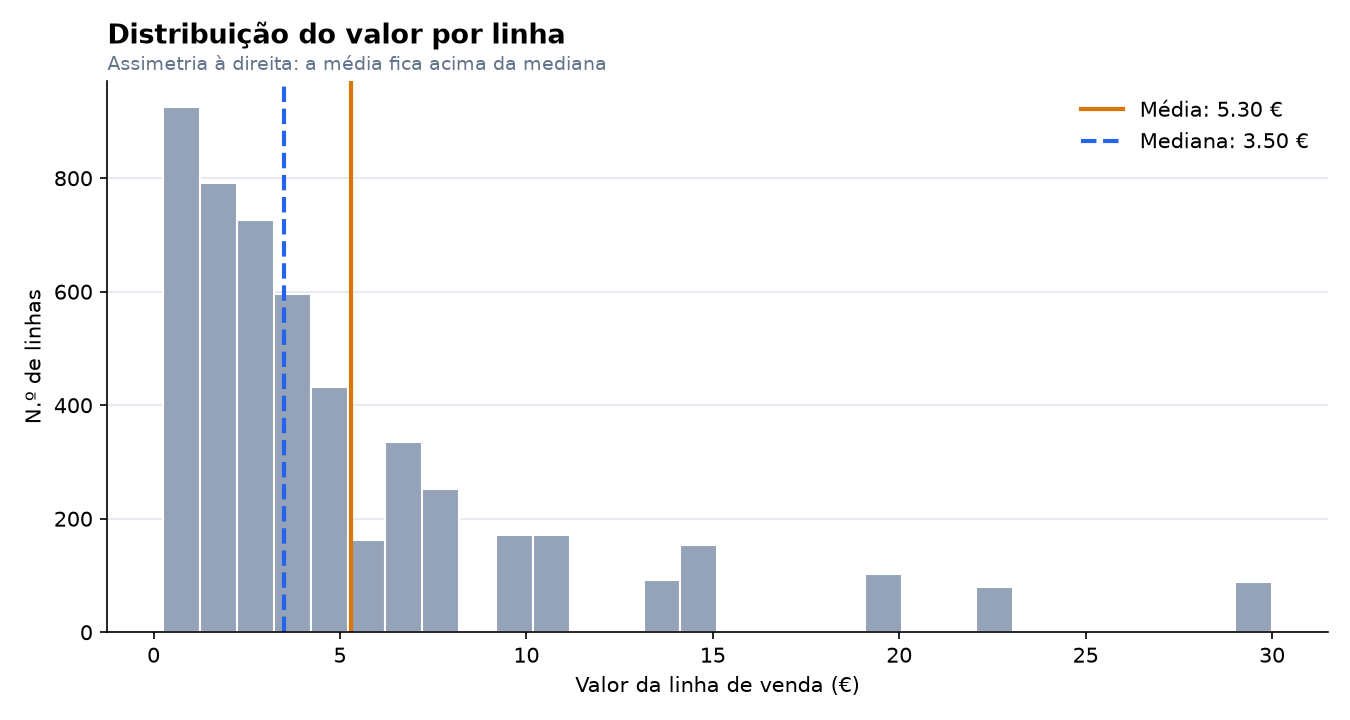 Distribuição do valor por linha
Assimetria à direita: a média fica acima da mediana
Média: 5.30 €
Mediana: 3.50 €
N.º de linhas
800
600
400
200
0
0 5 10 15 20 25 30
Valor da linha de venda (€)